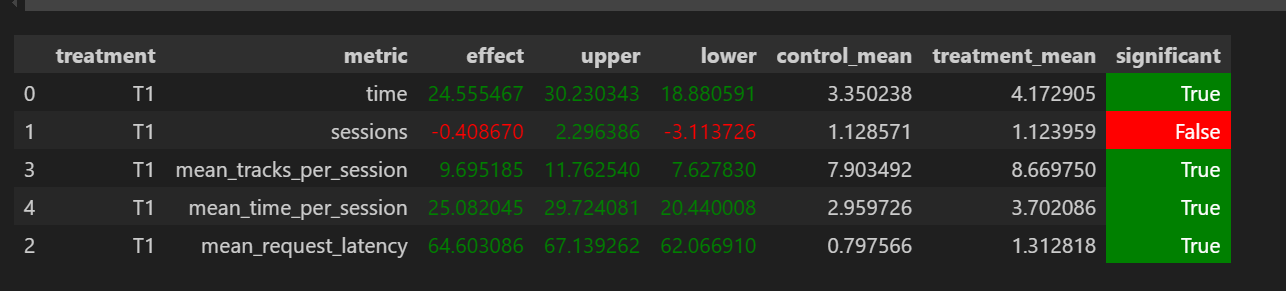 treatment metric effect upper lower control_mean treatment_mean significant
0 T1 time 24.555467 30.230343 18.880591 3.350238 4.172905 True
1 T1 sessions -0.408670 2.296386 -3.113726 1.128571 1.123959 False
3 T1 mean_tracks_per_session 9.695185 11.762540 7.627830 7.903492 8.669750 True
4 T1 mean_time_per_session 25.082045 29.724081 20.440008 2.959726 3.702086 True
2 T1 mean_request_latency 64.603086 67.139262 62.066910 0.797566 1.312818 True